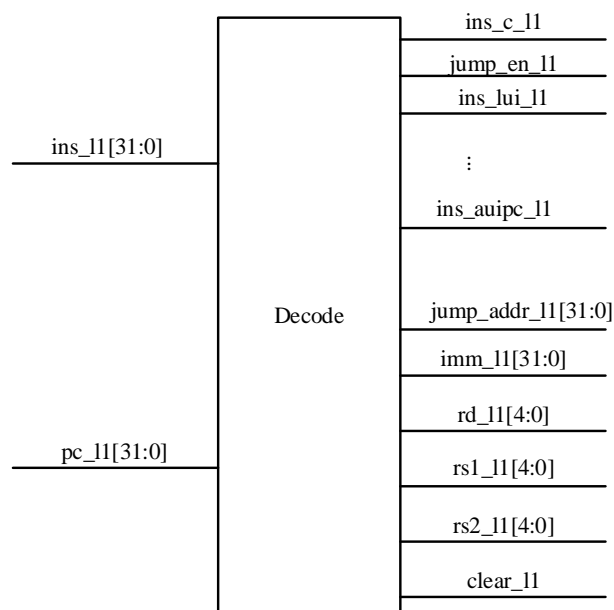 ins_c_l1
jump_en_l1
ins_lui_l1
ins_l1[31:0]
...
ins_auipc_l1
Decode
jump_addr_l1[31:0]
imm_l1[31:0]
rd_l1[4:0]
pc_l1[31:0]
rs1_l1[4:0]
rs2_l1[4:0]
clear_l1